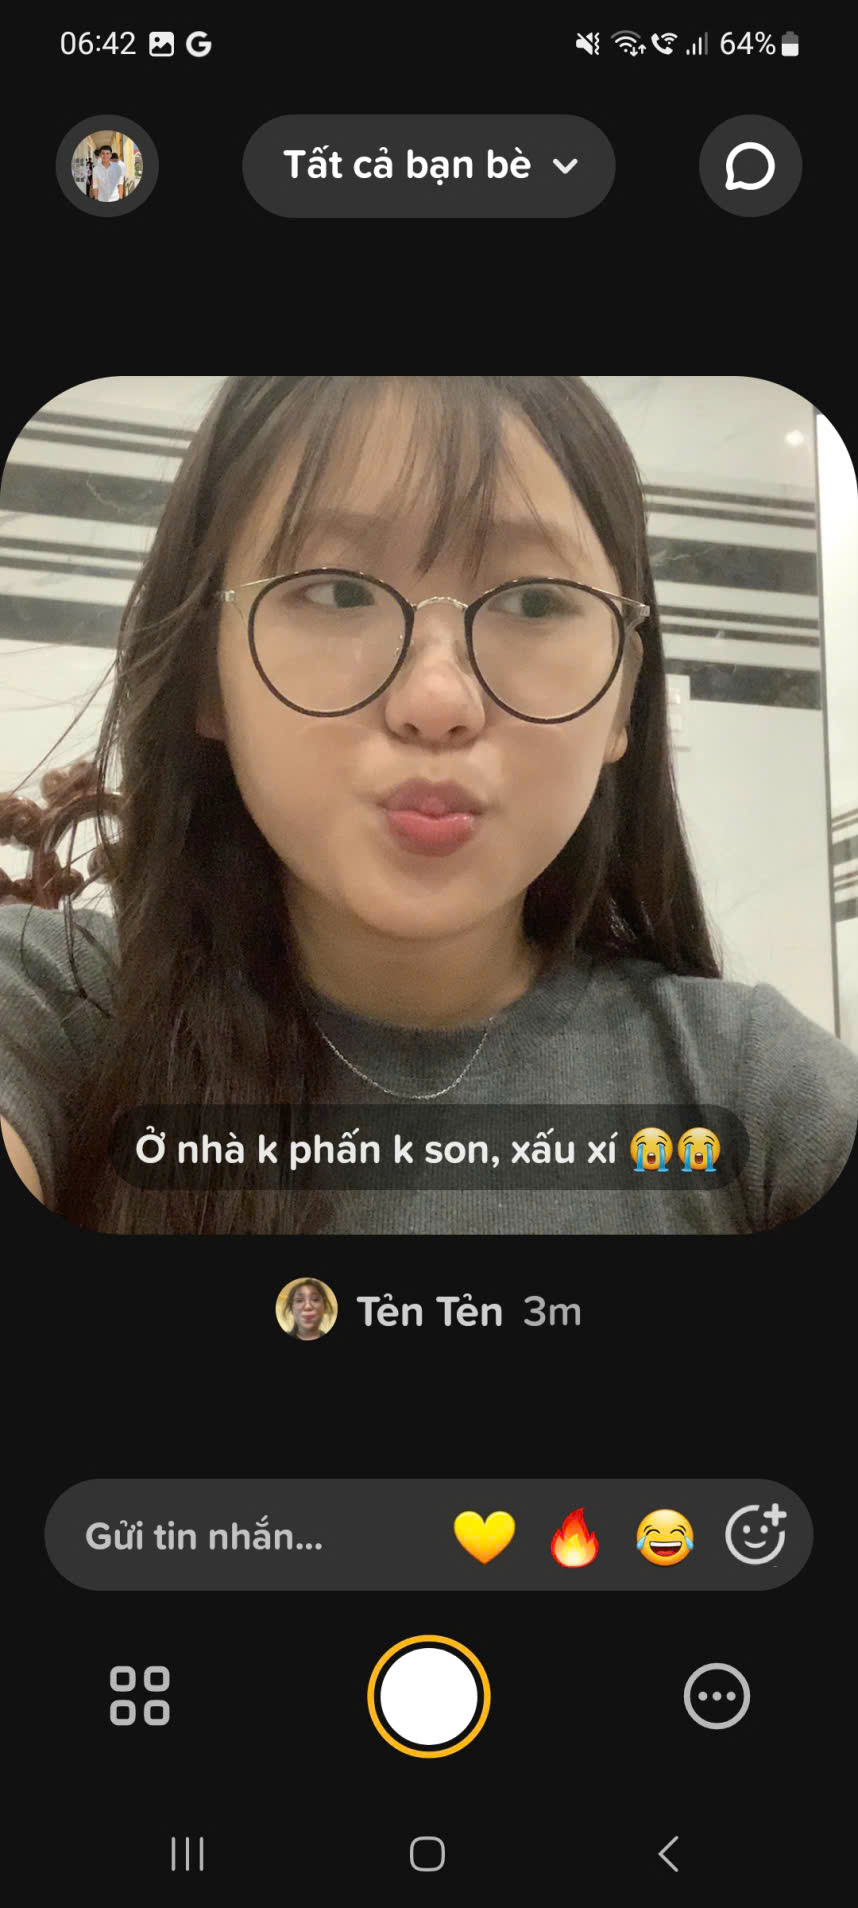 06:42
64%
Tất cả bạn bè
Ở nhà k phấn k son, xấu xí 😭😭
Tẻn Tẻn 3m
Gửi tin nhắn...